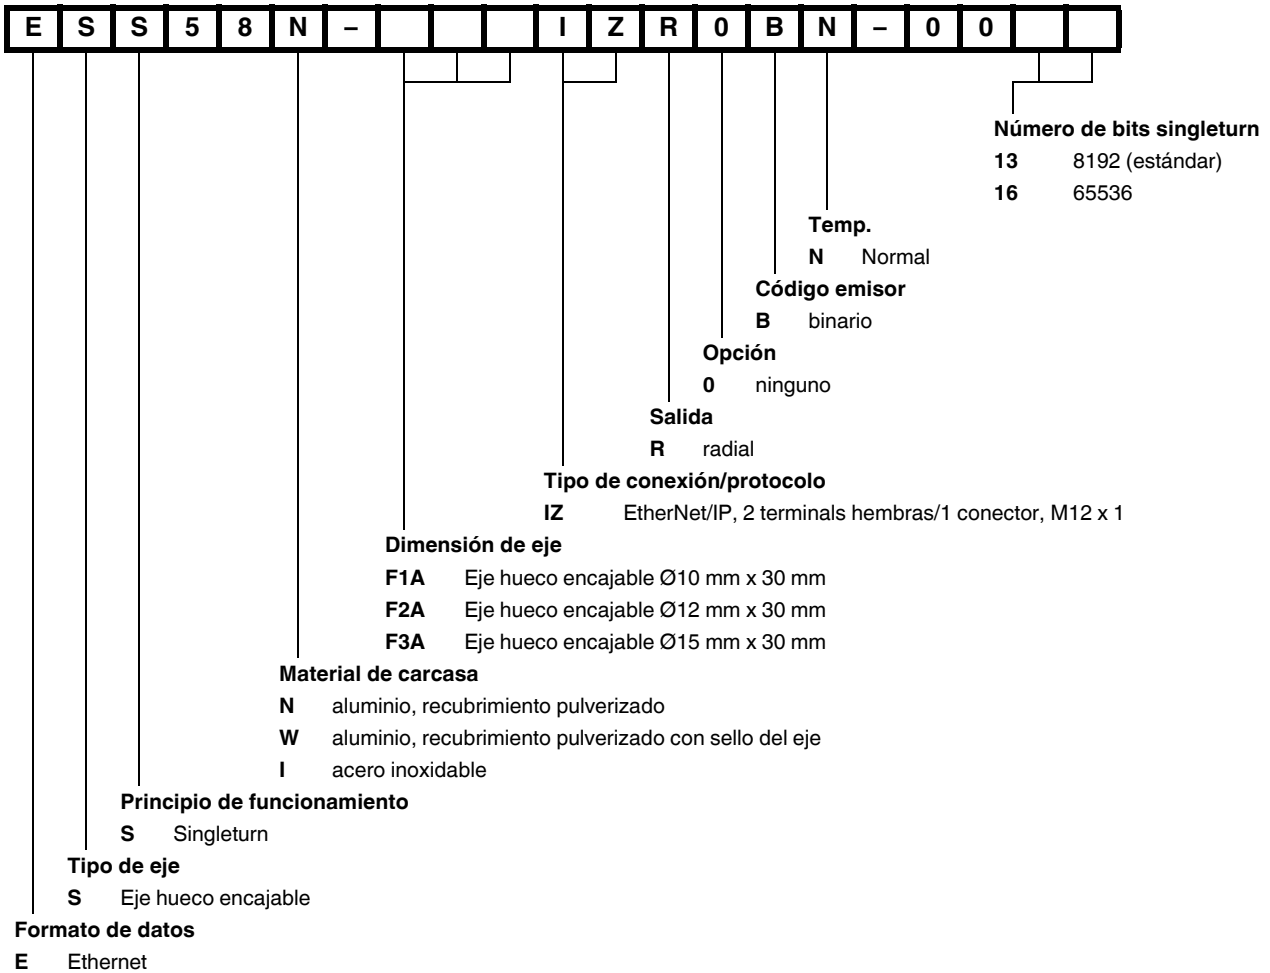 E S S 5 8 N – I Z R 0 B N – 0 0
Número de bits singleturn
13 8192 (estándar)
16 65536
Temp.
N Normal
Código emisor
B binario
Opción
0 ninguno
Salida
R radial
Tipo de conexión/protocolo
IZ EtherNet/IP, 2 terminals hembras/1 conector, M12 x 1
Dimensión de eje
F1A Eje hueco encajable Ø10 mm x 30 mm
F2A Eje hueco encajable Ø12 mm x 30 mm
F3A Eje hueco encajable Ø15 mm x 30 mm
Material de carcasa
N aluminio, recubrimiento pulverizado
W aluminio, recubrimiento pulverizado con sello del eje
I acero inoxidable
Principio de funcionamiento
S Singleturn
Tipo de eje
S Eje hueco encajable
Formato de datos
E Ethernet